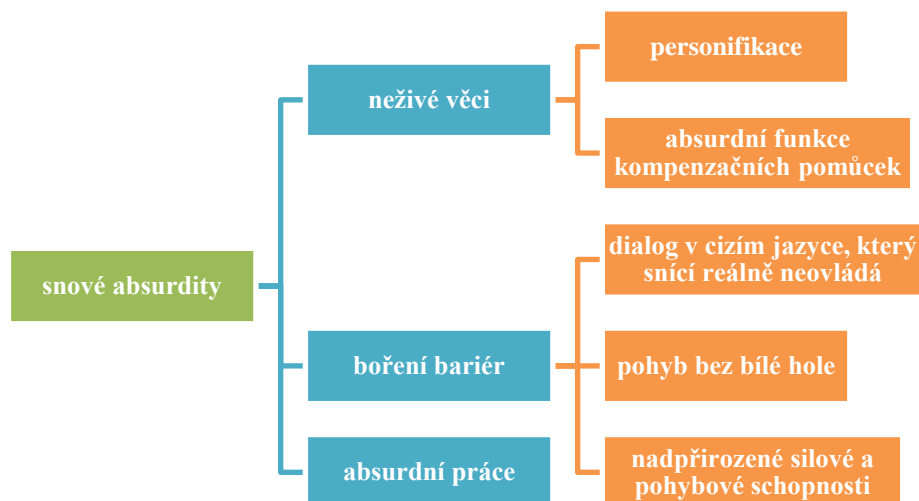 personifikace
neživé věci
absurdní funkce
kompenzačních pomůcek
snové absurdity
dialog v cizím jazyce, který
snící reálně neovládá
boření bariér
pohyb bez bílé hole
absurdní práce
nadpřirozené silové a
pohybové schopnosti